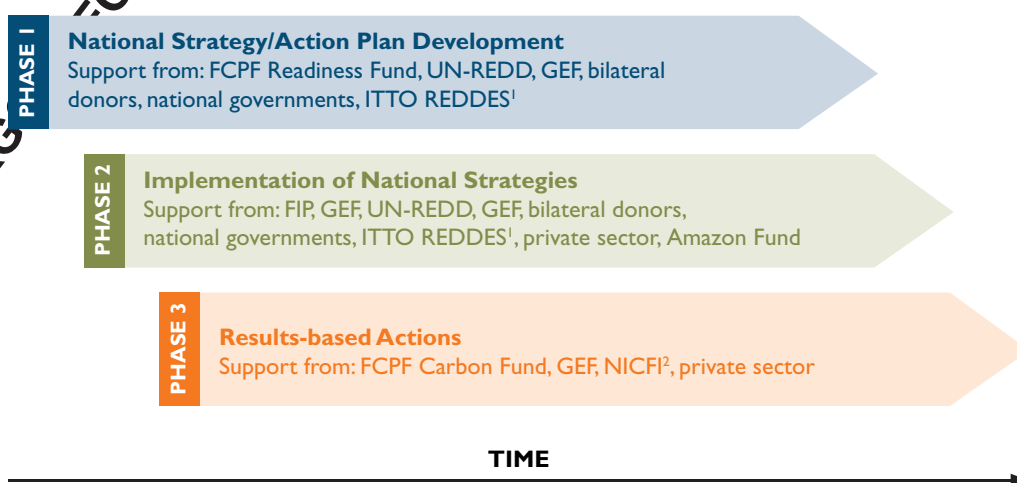 PHASE 1
National Strategy/Action Plan Development
Support from: FCPF Readiness Fund, UN-REDD, GEF, bilateral
donors, national governments, ITTO REDDES¹
PHASE 2
Implementation of National Strategies
Support from: FIP, GEF, UN-REDD, GEF, bilateral donors,
national governments, ITTO REDDES¹, private sector, Amazon Fund
PHASE 3
Results-based Actions
Support from: FCPF Carbon Fund, GEF, NICFI², private sector
TIME